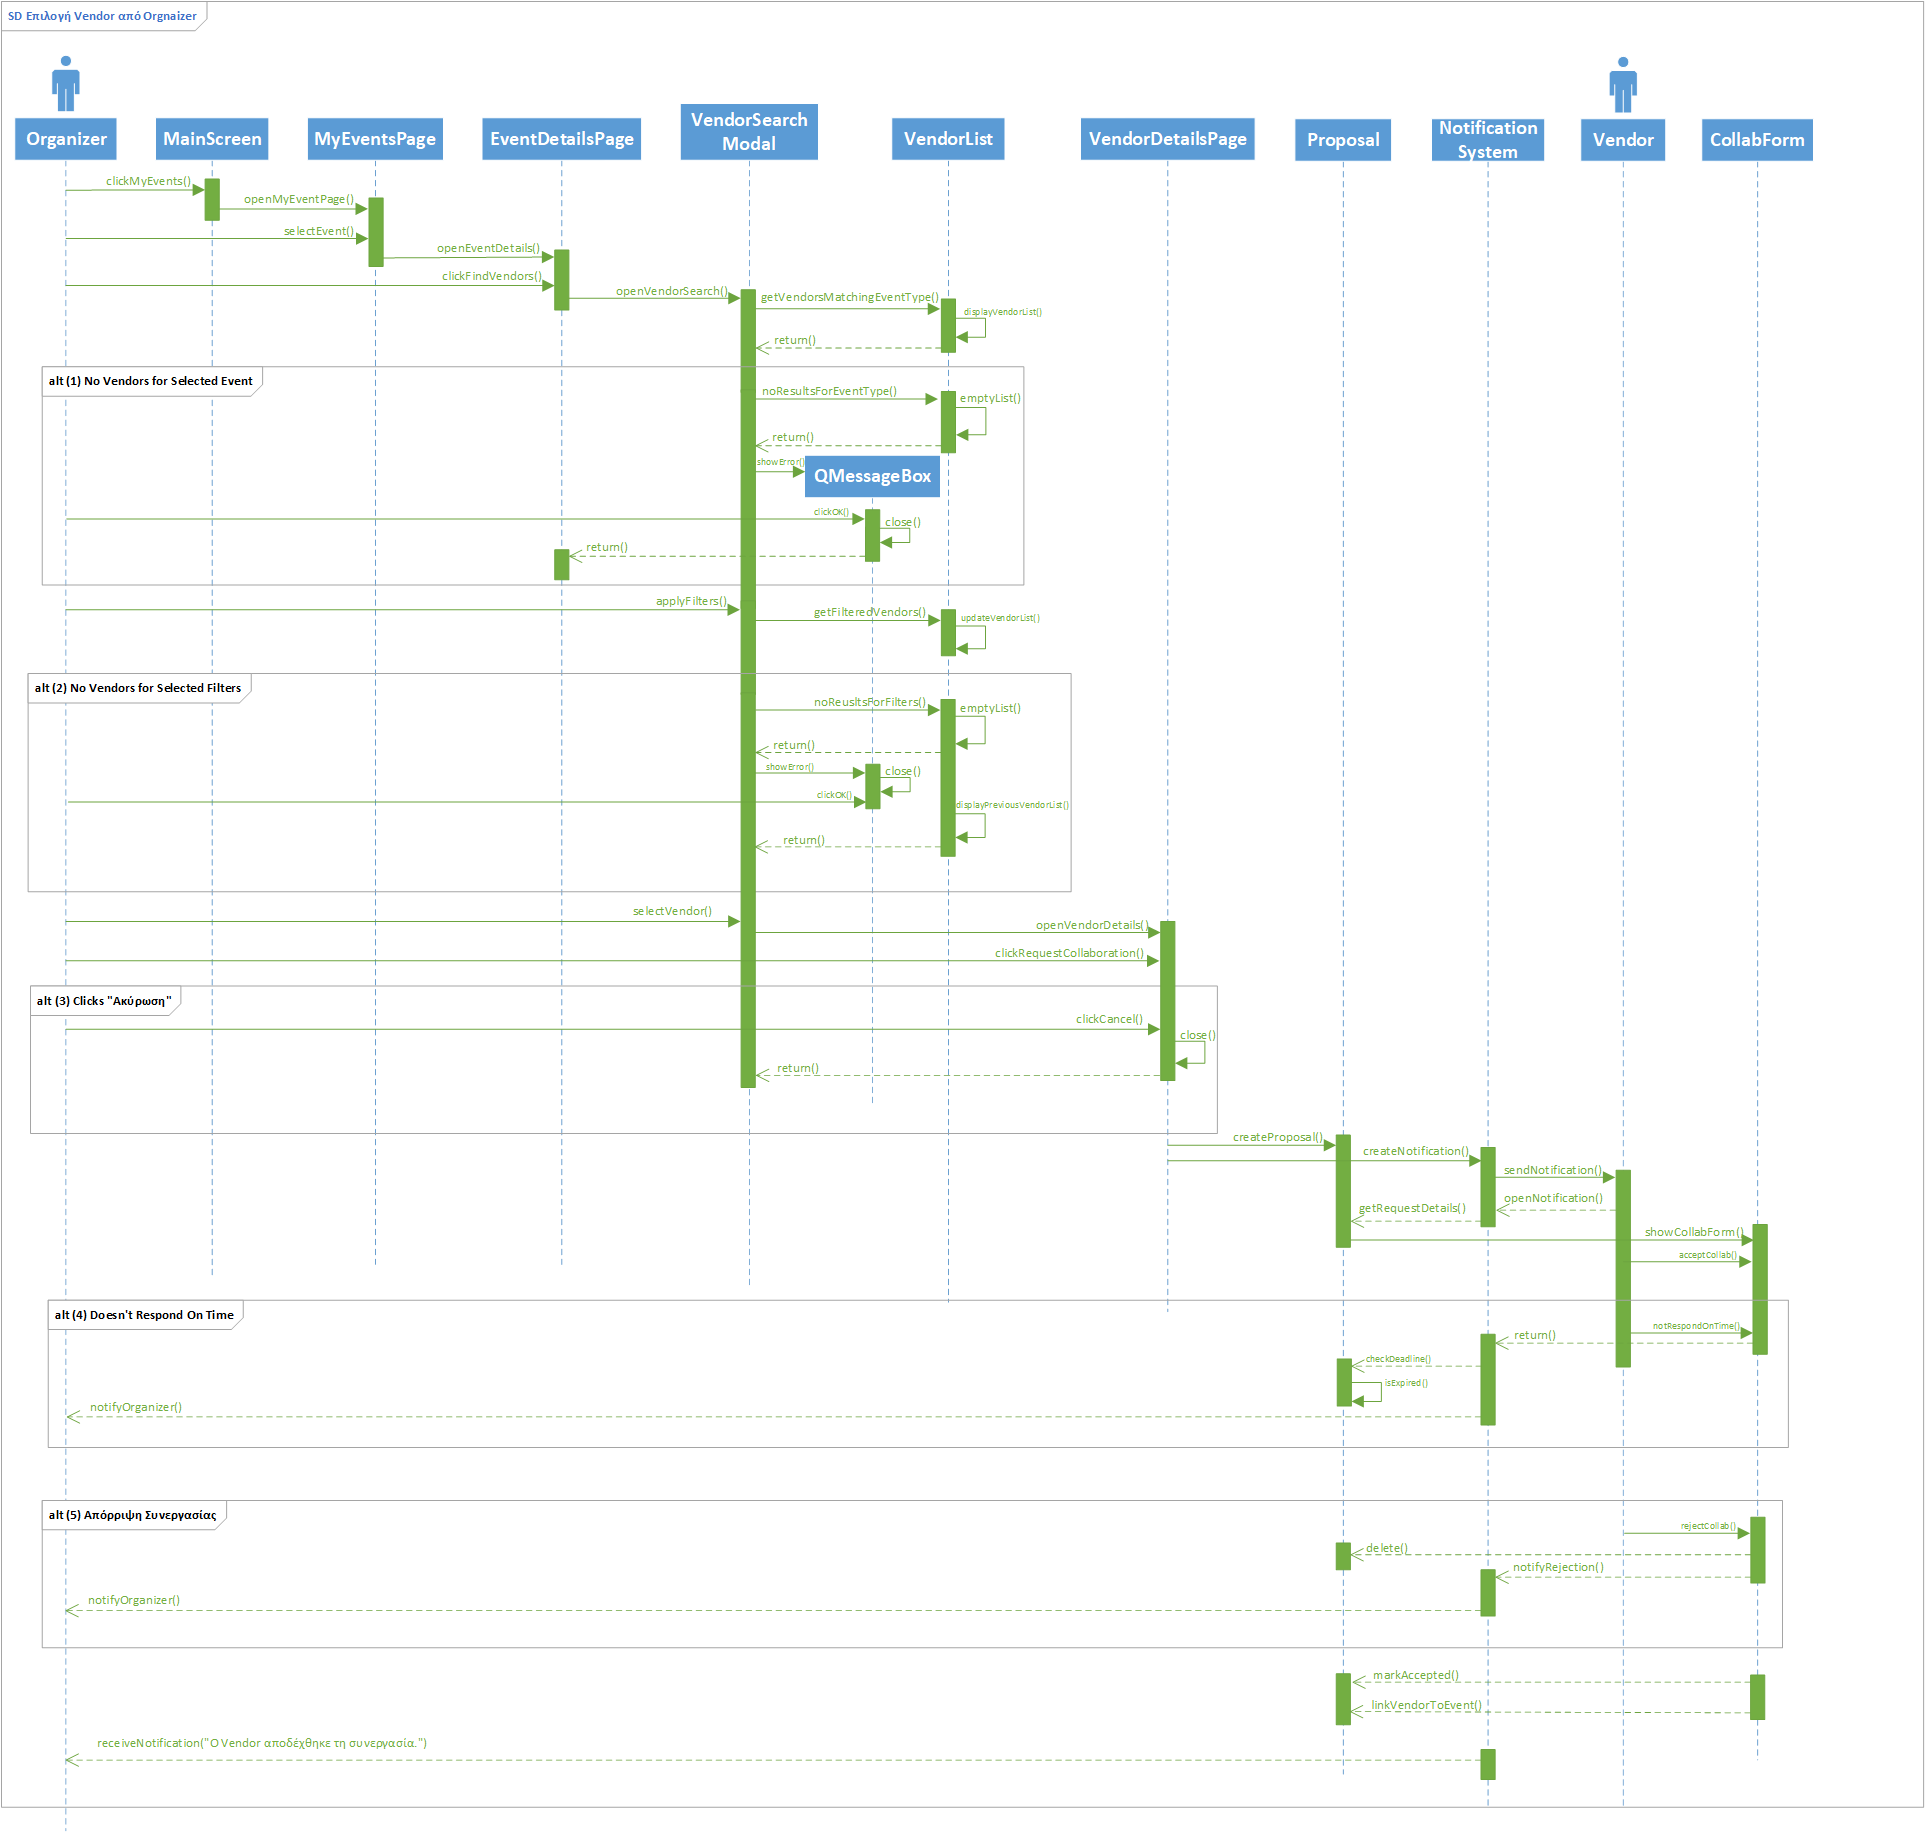 SD Επιλογή Vendor από Orgnaizer
Organizer
MainScreen
MyEventsPage
EventDetailsPage
VendorSearch
Modal
VendorList
VendorDetailsPage
Proposal
Notification
System
Vendor
CollabForm
clickMyEvents()
openMyEventPage()
selectEvent()
openEventDetails()
clickFindVendors()
openVendorSearch()
getVendorsMatchingEventType()
displayVendorList()
return()
alt (1) No Vendors for Selected Event
noResultsForEventType()
emptyList()
return()
showError()
QMessageBox
clickOK()
close()
return()
applyFilters()
getFilteredVendors()
updateVendorList()
alt (2) No Vendors for Selected Filters
noReusltsForFilters()
emptyList()
return()
showError()
close()
clickOK()
displayPreviousVendorList()
return()
selectVendor()
openVendorDetails()
clickRequestCollaboration()
alt (3) Clicks "Ακύρωση"
clickCancel()
close()
return()
createProposal()
createNotification()
sendNotification()
openNotification()
getRequestDetails()
showCollabForm()
acceptCollab()
alt (4) Doesn't Respond On Time
notRespondOnTime()
return()
checkDeadline()
isExpired()
notifyOrganizer()
alt (5) Απόρριψη Συνεργασίας
rejectCollab()
delete()
notifyRejection()
notifyOrganizer()
markAccepted()
linkVendorToEvent()
receiveNotification("Ο Vendor αποδέχθηκε τη συνεργασία.")